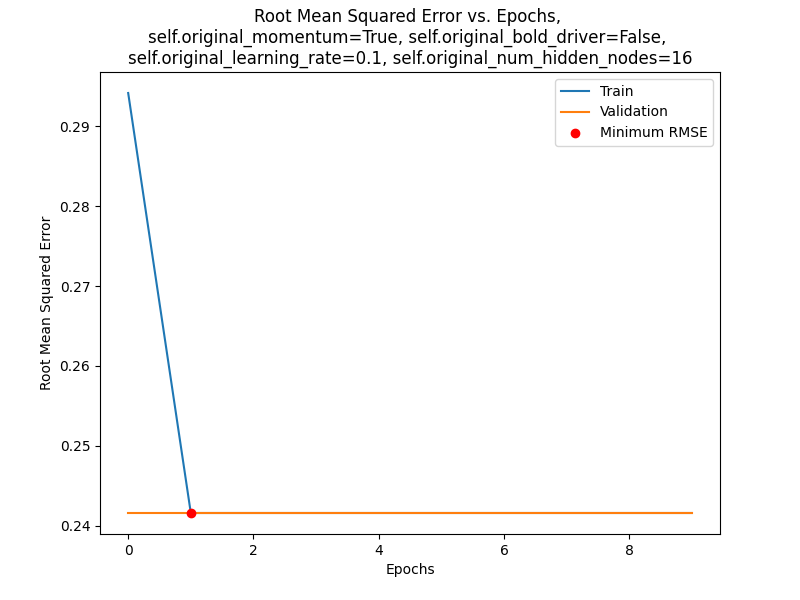 Root Mean Squared Error vs. Epochs,
self.original_momentum=True, self.original_bold_driver=False,
self.original_learning_rate=0.1, self.original_num_hidden_nodes=16
Train
Validation
Minimum RMSE
Root Mean Squared Error
0.29
0.28
0.27
0.26
0.25
0.24
0 2 4 6 8
Epochs